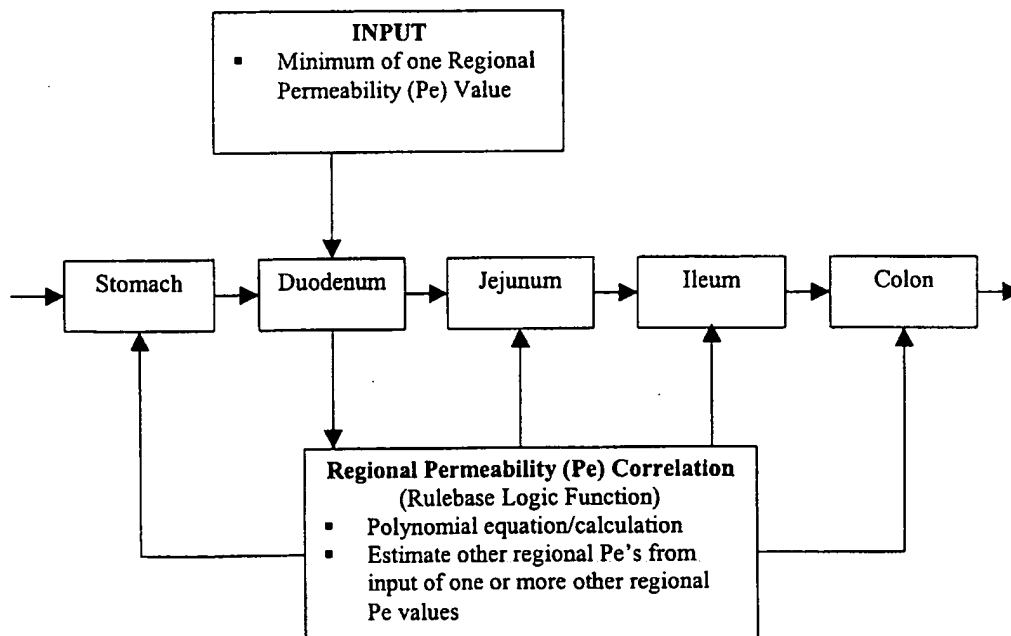 INPUT
▪ Minimum of one Regional
Permeability (Pe) Value
Stomach
Duodenum
Jejunum
Ileum
Colon
Regional Permeability (Pe) Correlation
(Rulebase Logic Function)
▪ Polynomial equation/calculation
▪ Estimate other regional Pe's from
input of one or more other regional
Pe values